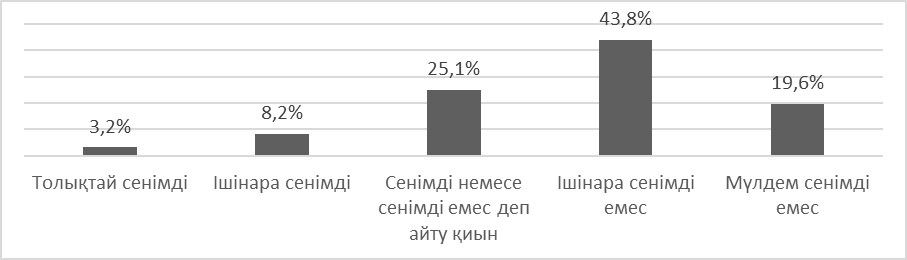 3,2%
8,2%
25,1%
43,8%
19,6%
Толықтай сенімді
Ішінара сенімді
Сенімді немесе
сенімді емес деп
айту қиын
Ішінара сенімді
емес
Мүлдем сенімді
емес